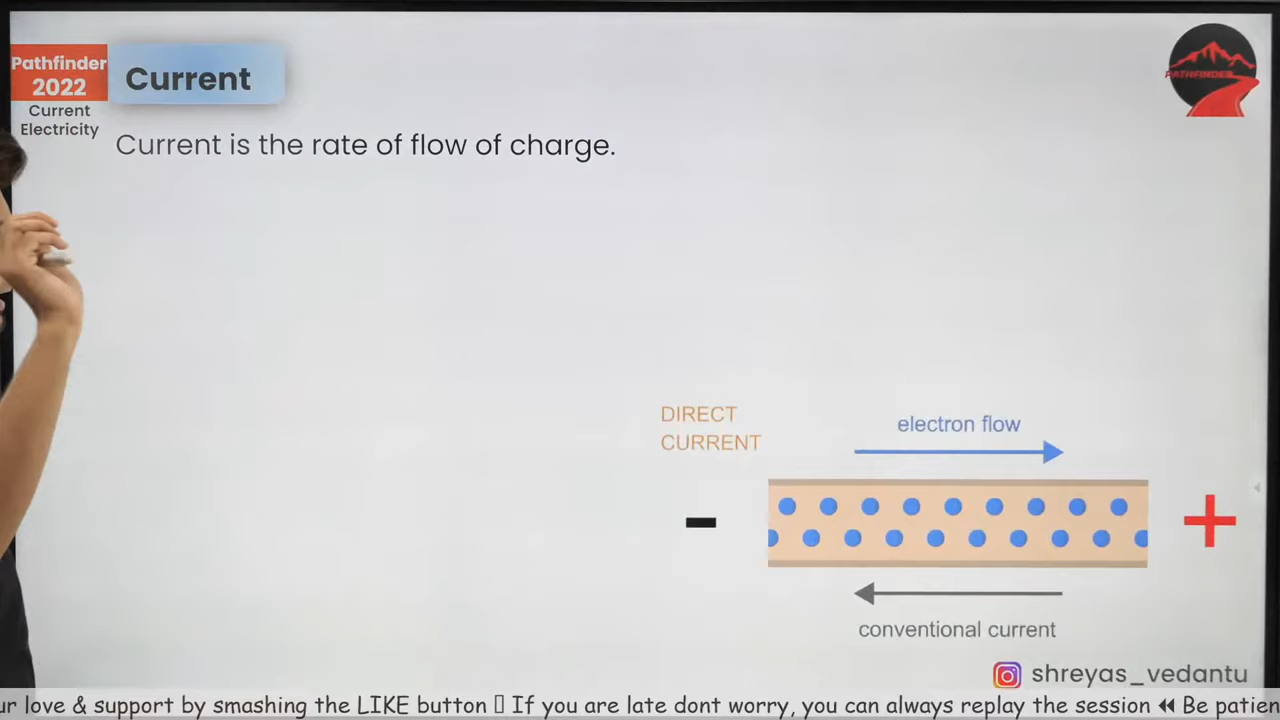 Pathfinder
2022
Current
Electricity
Current
PATHFINDER
Current is the rate of flow of charge.
DIRECT
CURRENT
electron flow
-
+
conventional current
shreyas_vedantu
ur love & support by smashing the LIKE button ▯ If you are late dont worry, you can always replay the session ⏪ Be patien